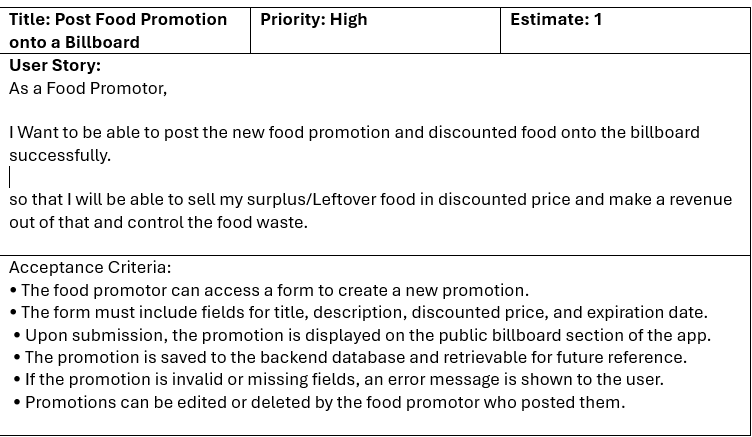 Title: Post Food Promotion
onto a Billboard
Priority: High
Estimate: 1
User Story:
As a Food Promotor,
I Want to be able to post the new food promotion and discounted food onto the billboard
successfully.
so that I will be able to sell my surplus/Leftover food in discounted price and make a revenue
out of that and control the food waste.
Acceptance Criteria:
• The food promotor can access a form to create a new promotion.
• The form must include fields for title, description, discounted price, and expiration date.
• Upon submission, the promotion is displayed on the public billboard section of the app.
• The promotion is saved to the backend database and retrievable for future reference.
• If the promotion is invalid or missing fields, an error message is shown to the user.
• Promotions can be edited or deleted by the food promotor who posted them.